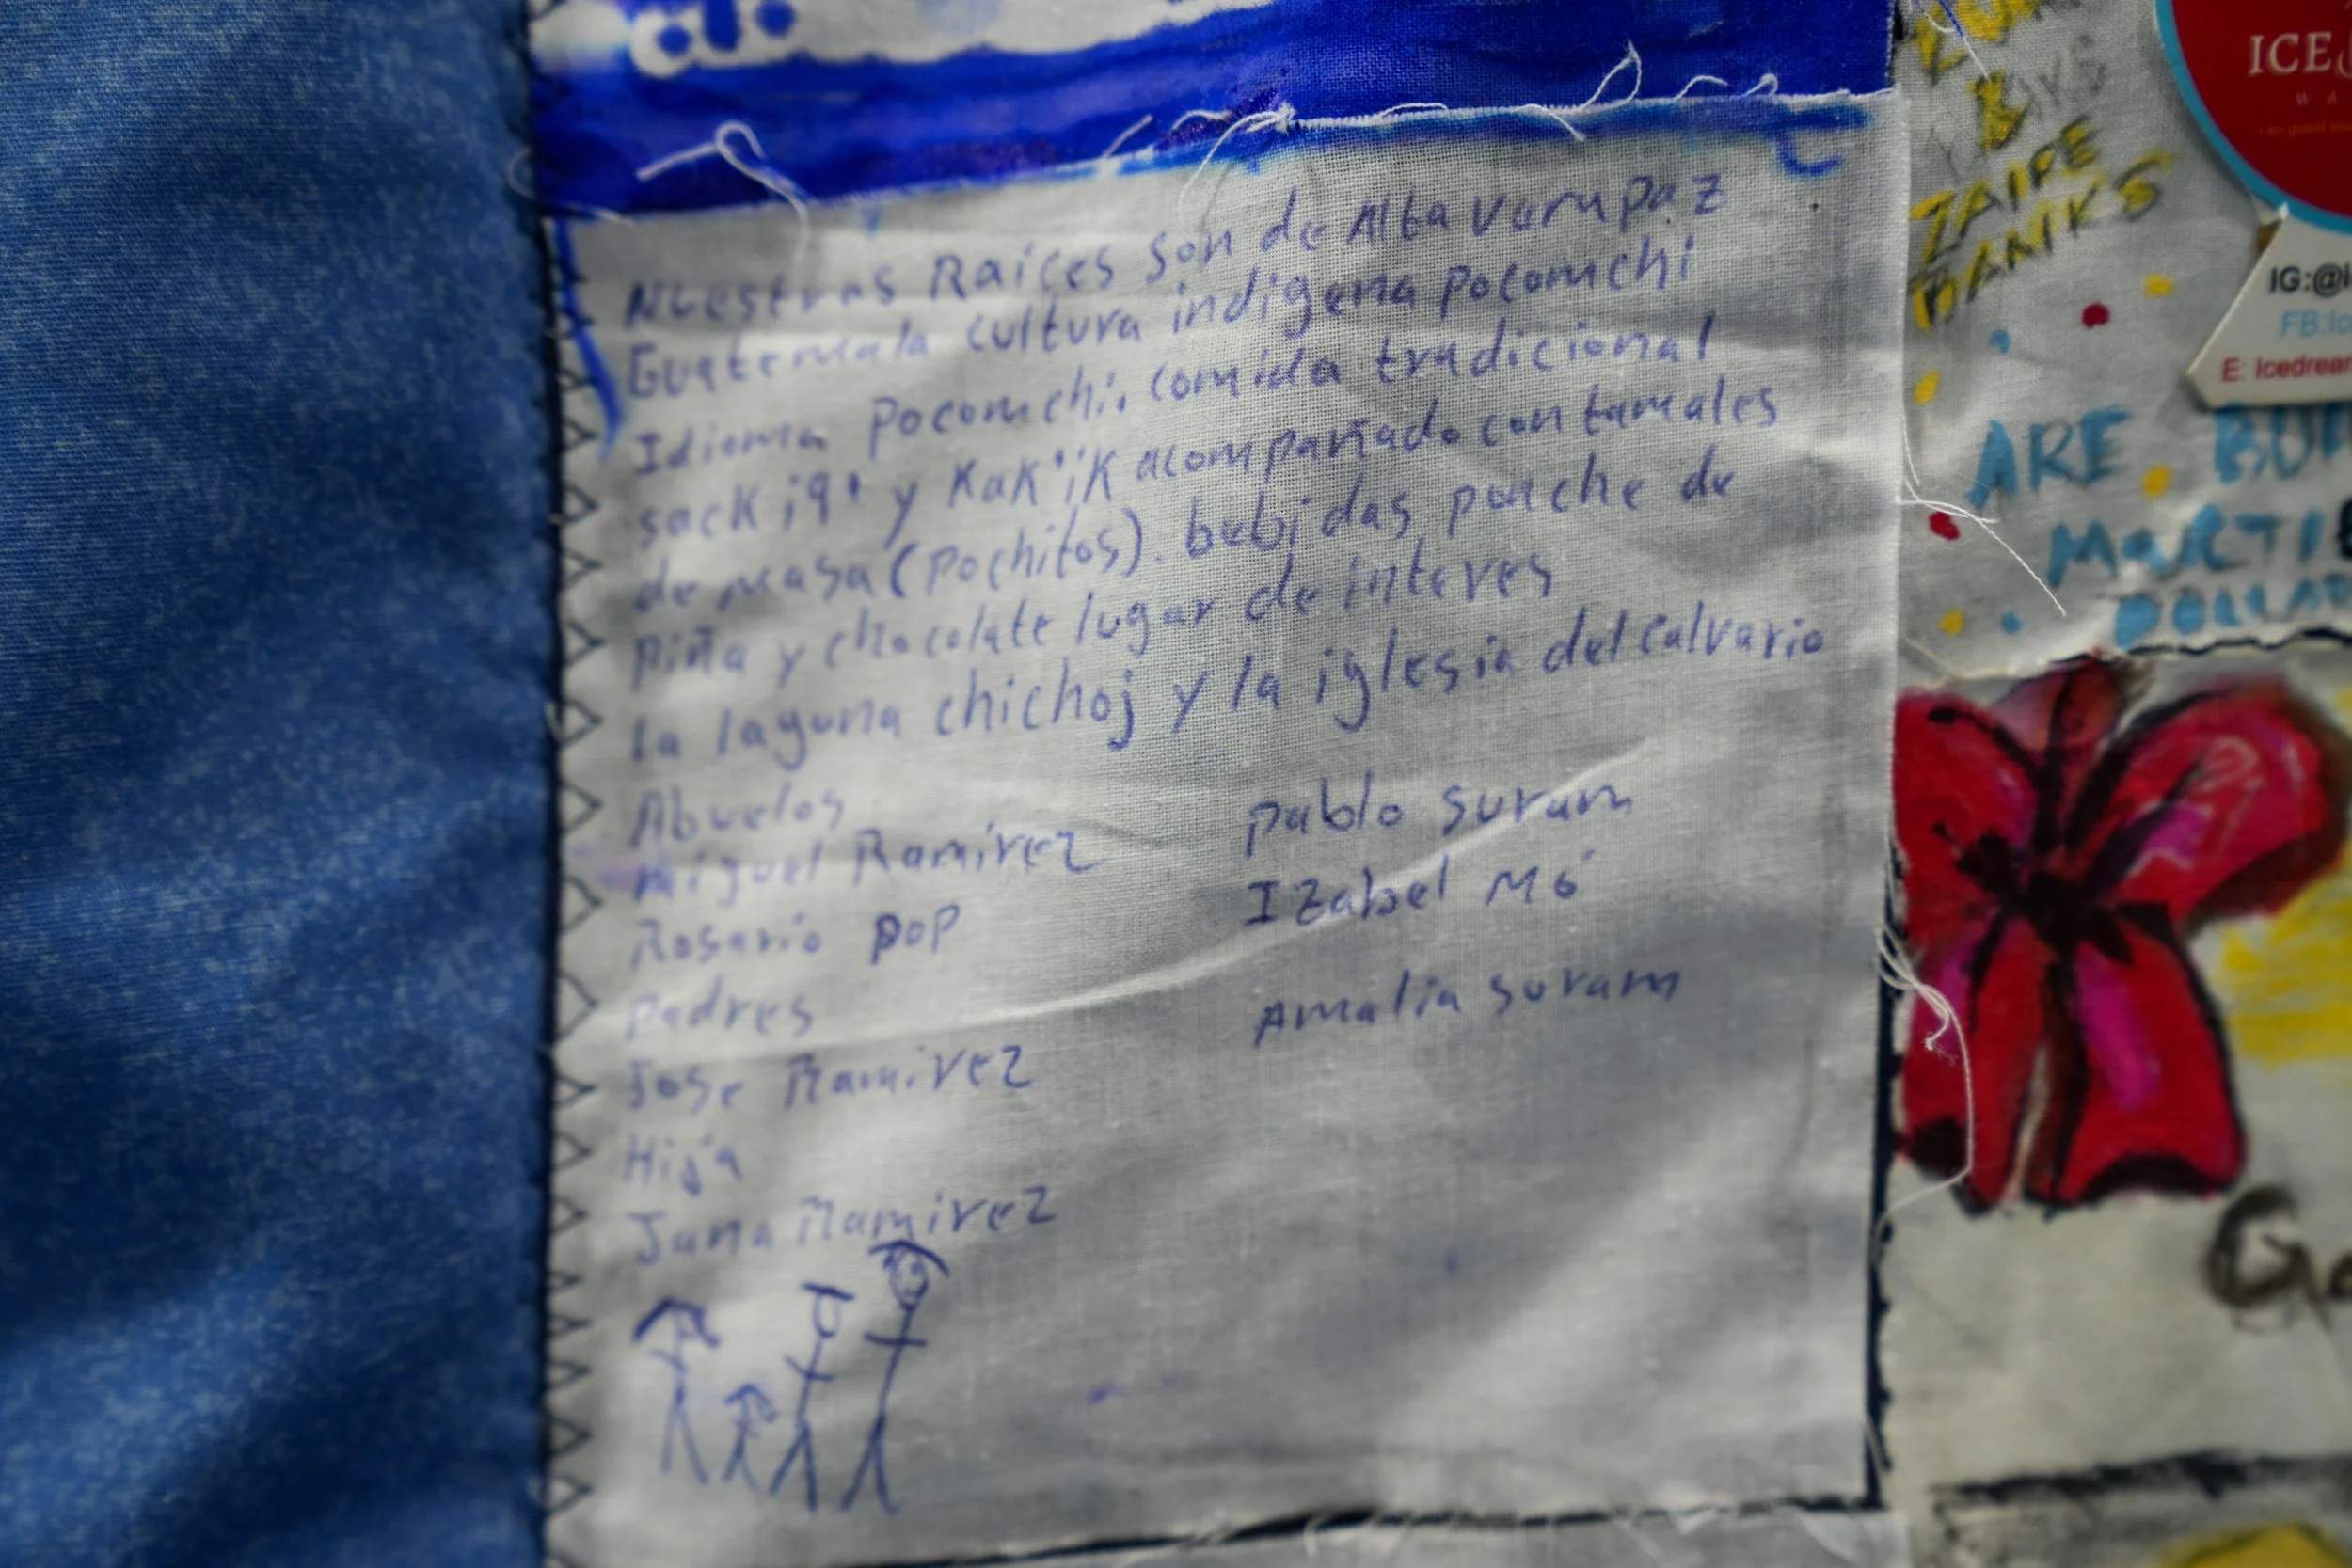 Nuestras Raices son de Alta Verapaz
Guatemala cultura indigena pocomchi
Idioma pocomchi. comida tradicional
sack iq' y Kak'ik acompañado con tamales
de masa (pochitos). bebidas ponche de
piña y chocolate lugar de interes
la laguna chichoj y la iglesia del calvario
Abuelos
Miguel Ramirez pablo suram
Rosario pop Izabel Mó
padres
Jose Ramirez Amalia suram
Hija
Ramirez
ICE
IG:@
FB:
E:
ZAIRE
BANKS
ARE